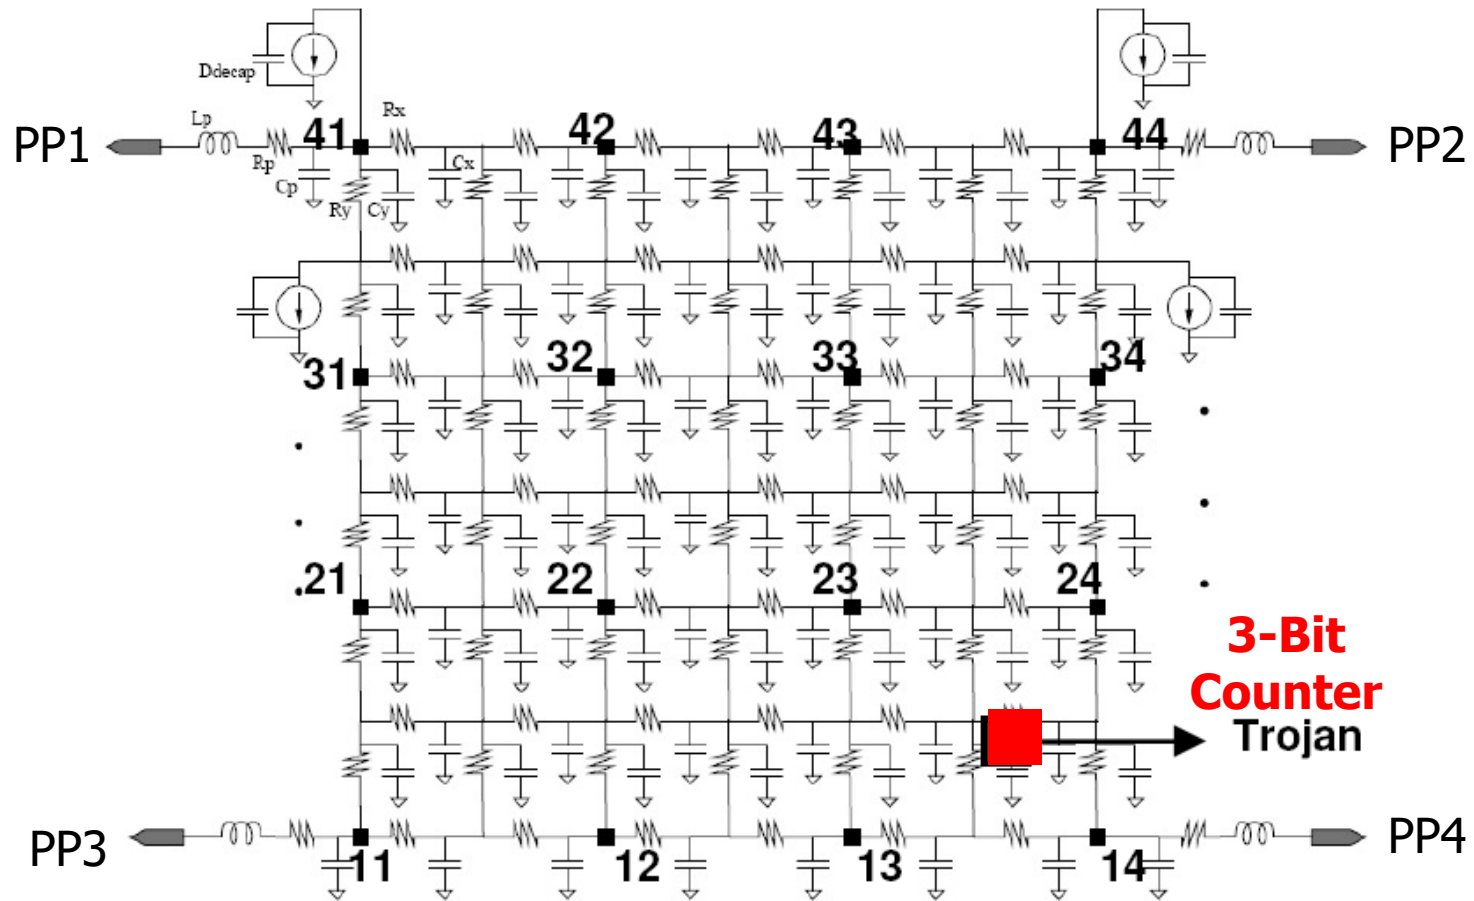 Ddecap
Lp
Rx
PP1
41
42
43
44
PP2
Rp
Cx
Cp
Ry
Cy
31
32
33
34
21
22
23
24
3-Bit
Counter
Trojan
PP3
11
12
13
14
PP4